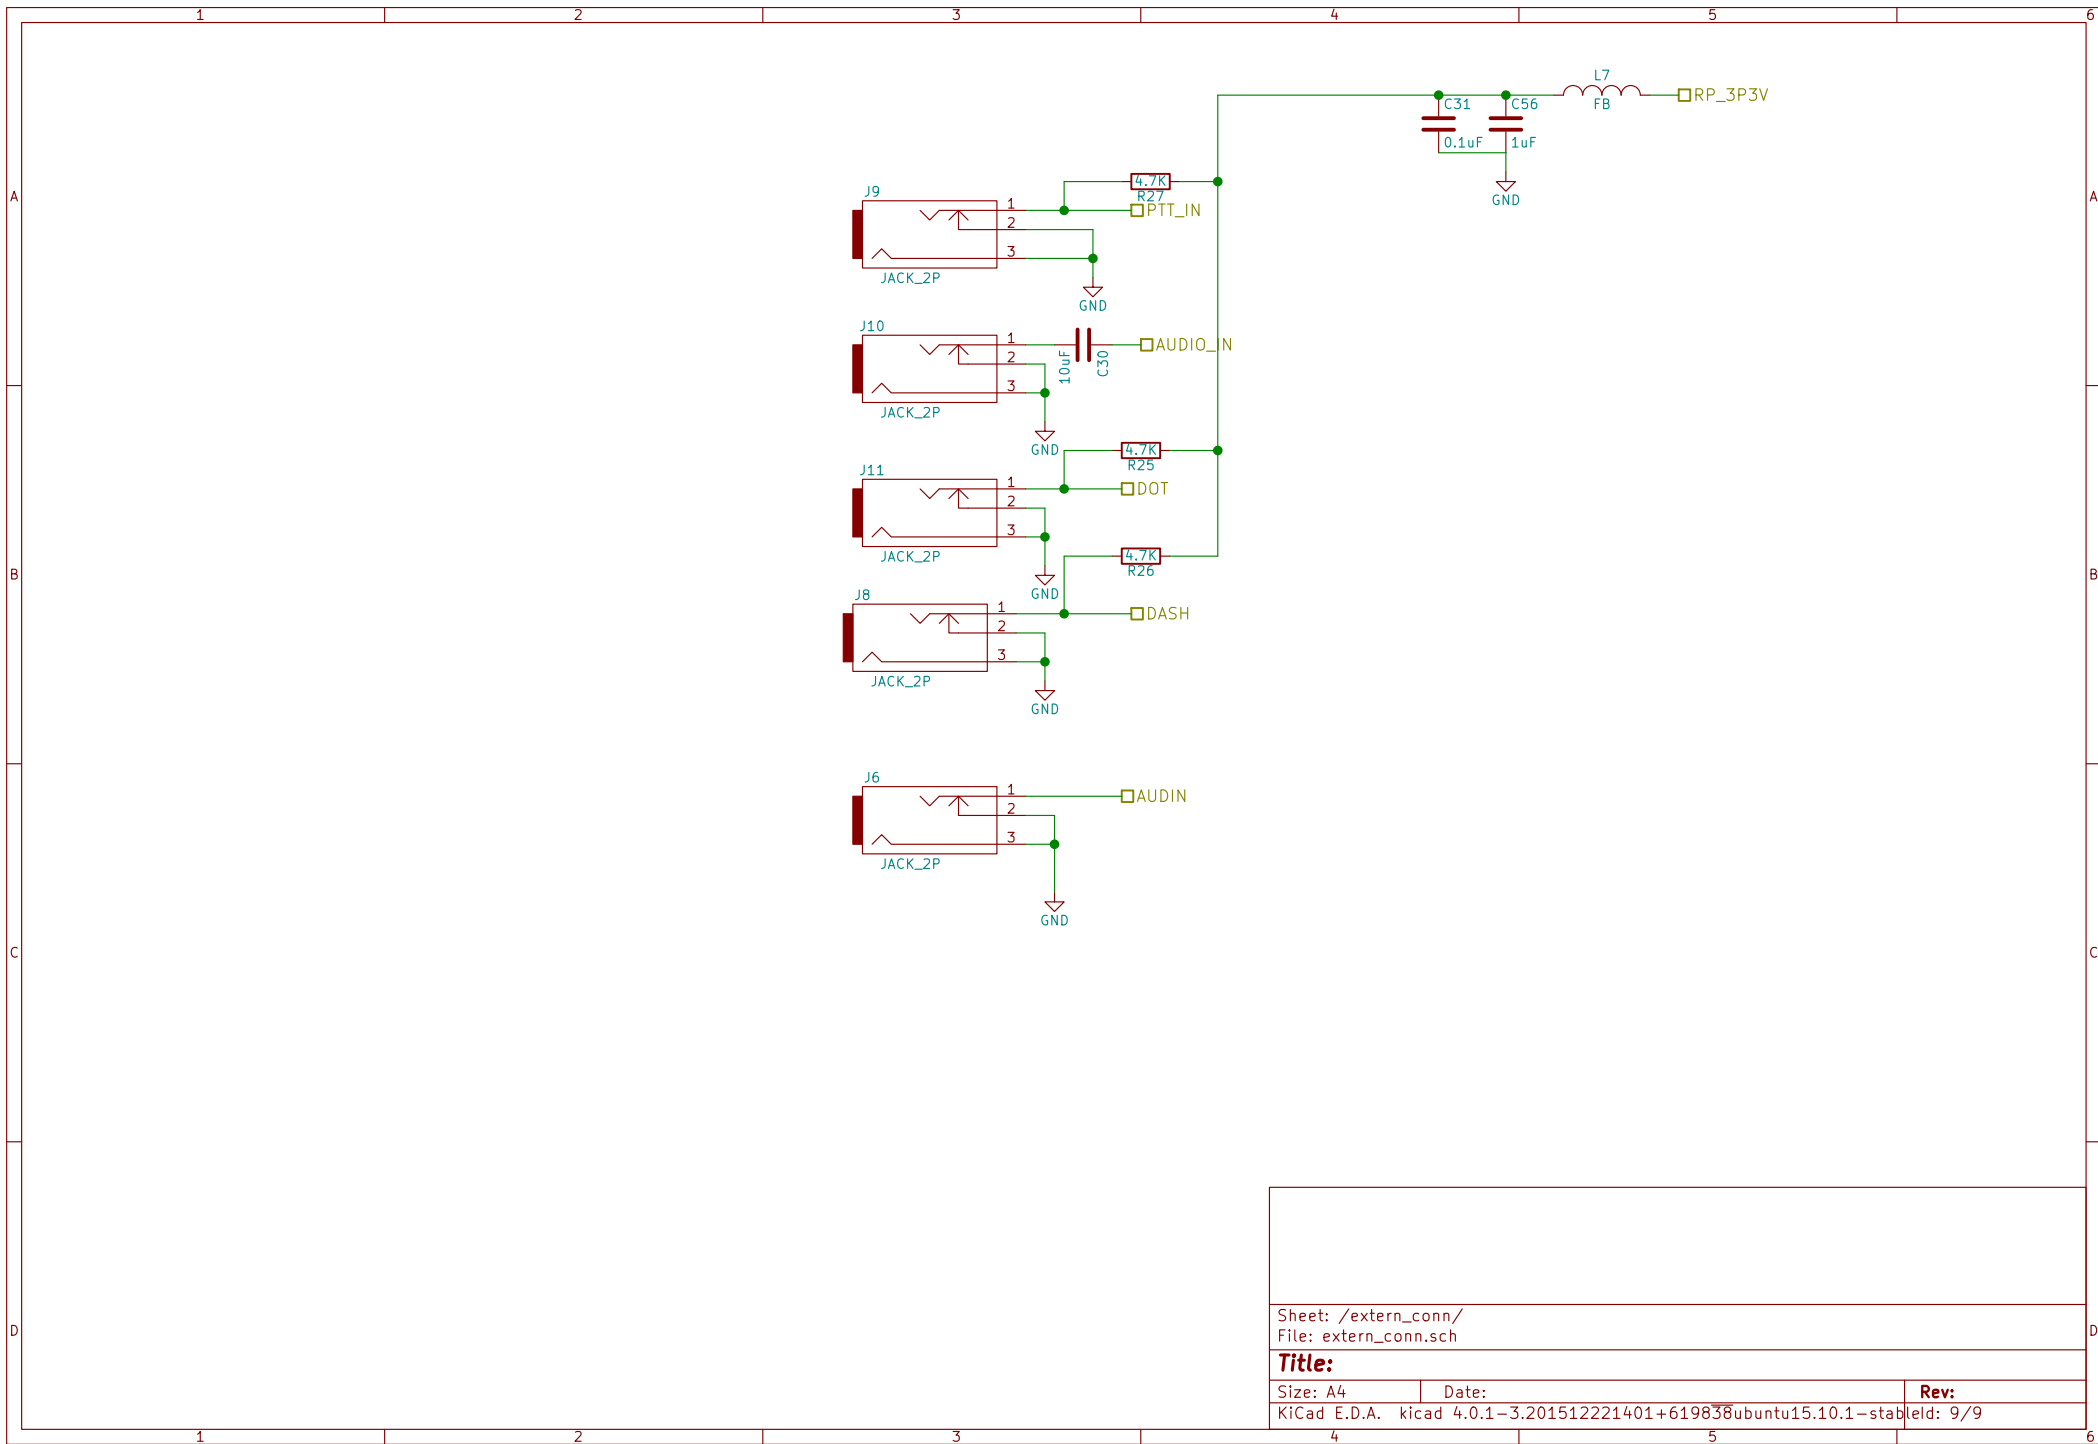 1 2 3 4 5 6
L7
FB
RP_3P3V
C31
C56
0.1uF
1uF
GND
A
A
4.7K
R27
J9
1
PTT_IN
2
3
JACK_2P
GND
J10
1
AUDIO_IN
2
10uF
C30
3
JACK_2P
GND
4.7K
R25
J11
1
DOT
2
3
JACK_2P
4.7K
R26
B
B
GND
J8
1
DASH
2
3
JACK_2P
GND
J6
1
AUDIN
2
3
JACK_2P
GND
C
C
Sheet: /extern_conn/
File: extern_conn.sch
D
D
Title:
Size: A4
Date:
Rev:
KiCad E.D.A. kicad 4.0.1-3.201512221401+619838ubuntu15.10.1-stable
Id: 9/9
1 2 3 4 5 6